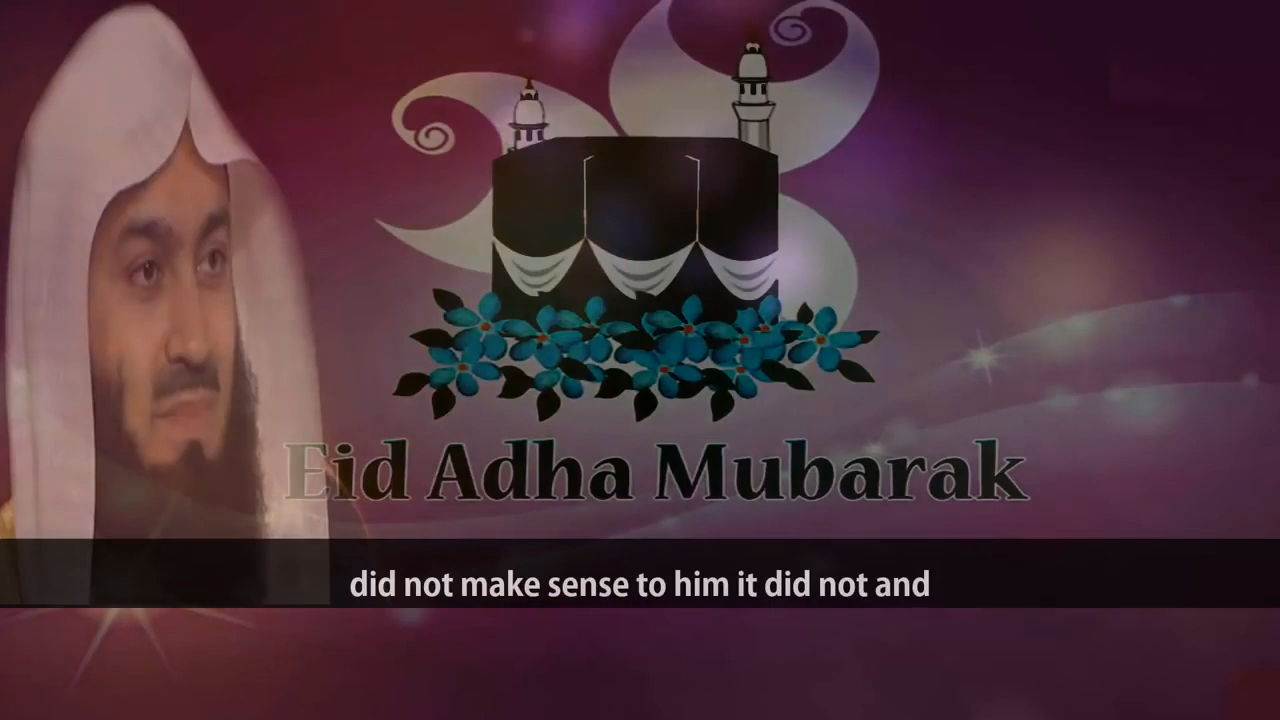 Eid Adha Mubarak
did not make sense to him it did not and